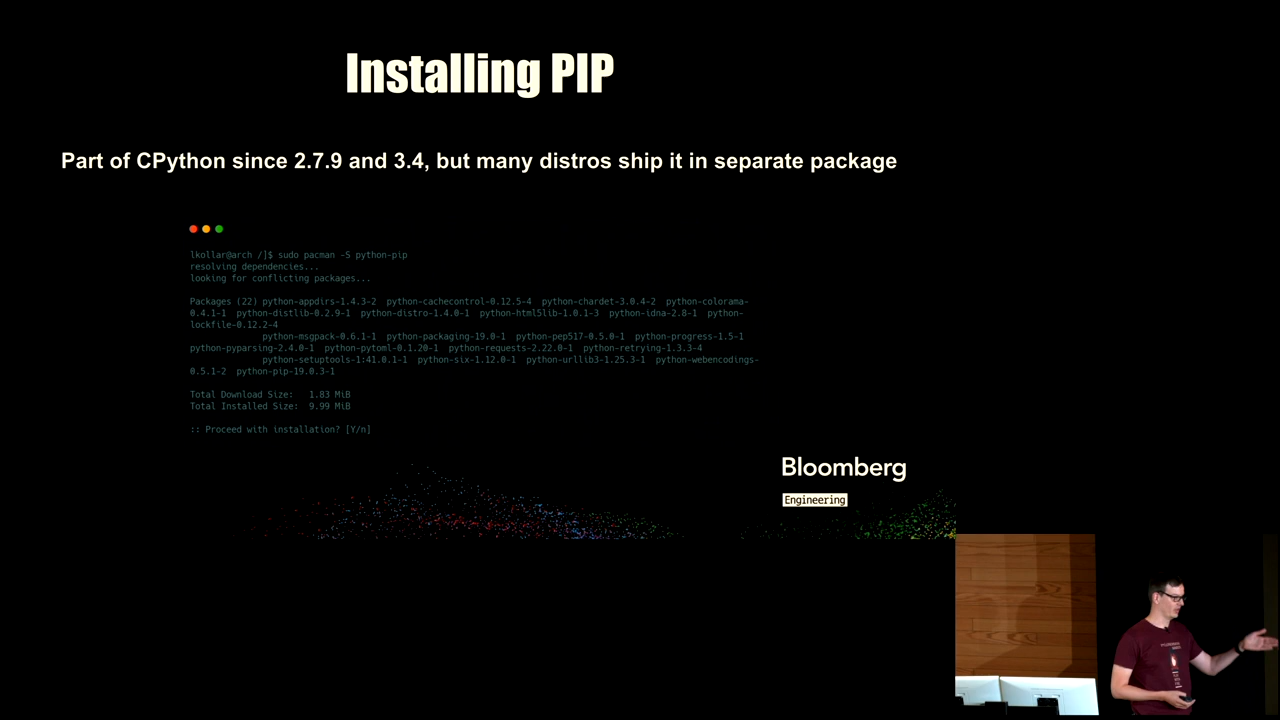 Installing PIP
Part of CPython since 2.7.9 and 3.4, but many distros ship it in separate package
lkollar@arch /]$ sudo pacman -S python-pip
resolving dependencies...
looking for conflicting packages...
Packages (22) python-appdirs-1.4.3-2  python-cachecontrol-0.12.5-4  python-chardet-3.0.4-2  python-colorama-
0.4.1-1  python-distlib-0.2.9-1  python-distro-1.4.0-1  python-html5lib-1.0.1-3  python-idna-2.8-1  python-
lockfile-0.12.2-4
python-msgpack-0.6.1-1  python-packaging-19.0-1  python-pep517-0.5.0-1  python-progress-1.5-1
python-pyparsing-2.4.0-1  python-pytoml-0.1.20-1  python-requests-2.22.0-1  python-retrying-1.3.3-4
python-setuptools-1:41.0.1-1  python-six-1.12.0-1  python-urllib3-1.25.3-1  python-webencodings-
0.5.1-2  python-pip-19.0.3-1
Total Download Size:   1.83 MiB
Total Installed Size:  9.99 MiB
:: Proceed with installation? [Y/n]
Bloomberg
Engineering